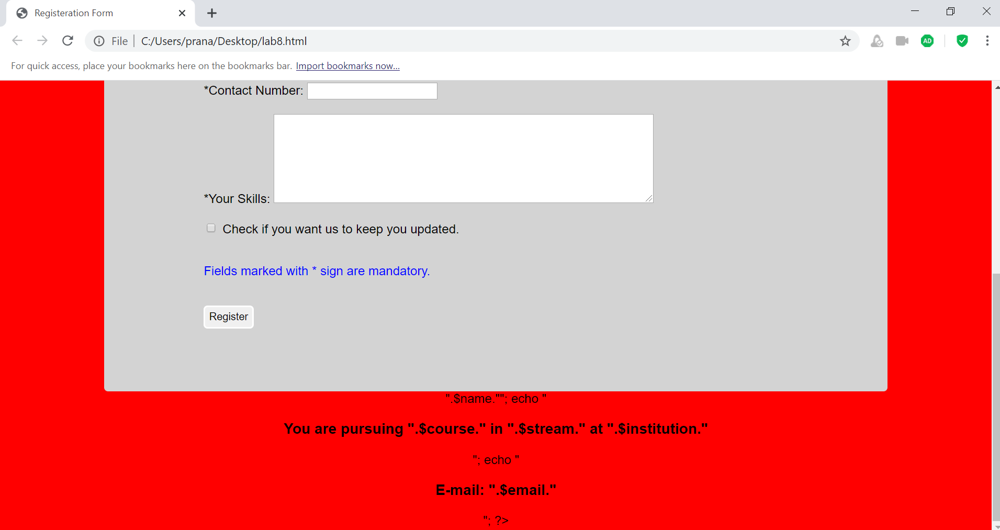 Registeration Form
File C:/Users/prana/Desktop/lab8.html
AD
For quick access, place your bookmarks here on the bookmarks bar. Import bookmarks now...
*Contact Number:
*Your Skills:
Check if you want us to keep you updated.
Fields marked with * sign are mandatory.
Register
".$name.""; echo "
You are pursuing ".$course." in ".$stream." at ".$institution."
"; echo "
E-mail: ".$email."
"; ?>